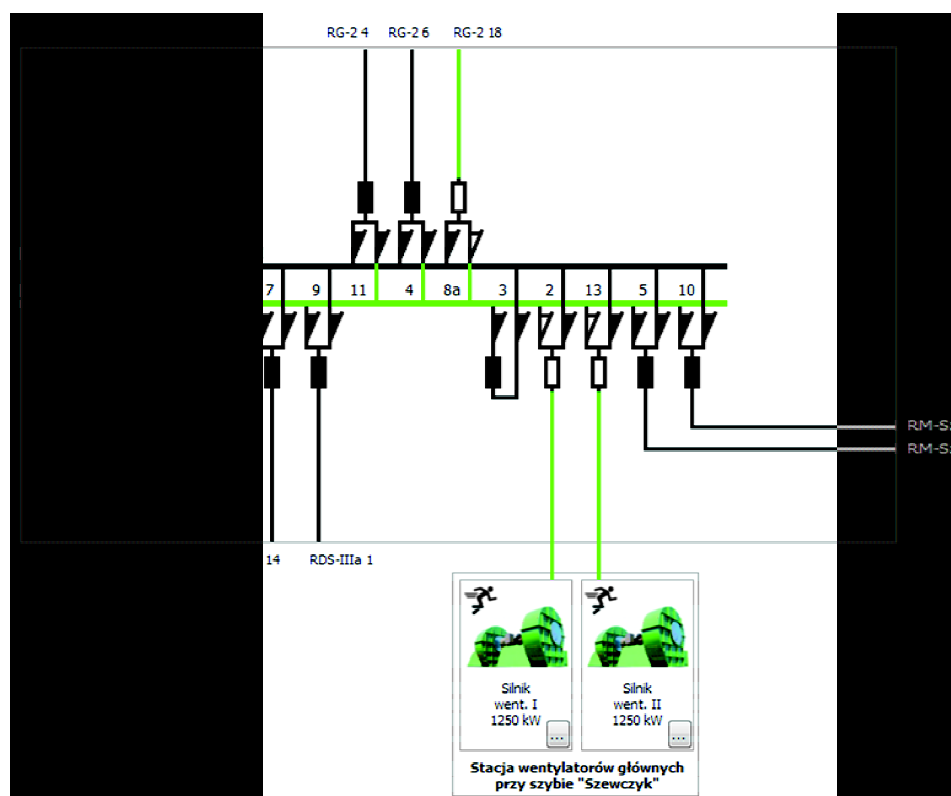 RG-2 4 RG-2 6 RG-2 18
7 9 11 4 8a 3 2 13 5 10
RM-S
RM-S
14 RDS-IIIa 1
Silnik
went. I
1250 kW
...
Silnik
went. II
1250 kW
...
Stacja wentylatorów głównych
przy szybie "Szewczyk"